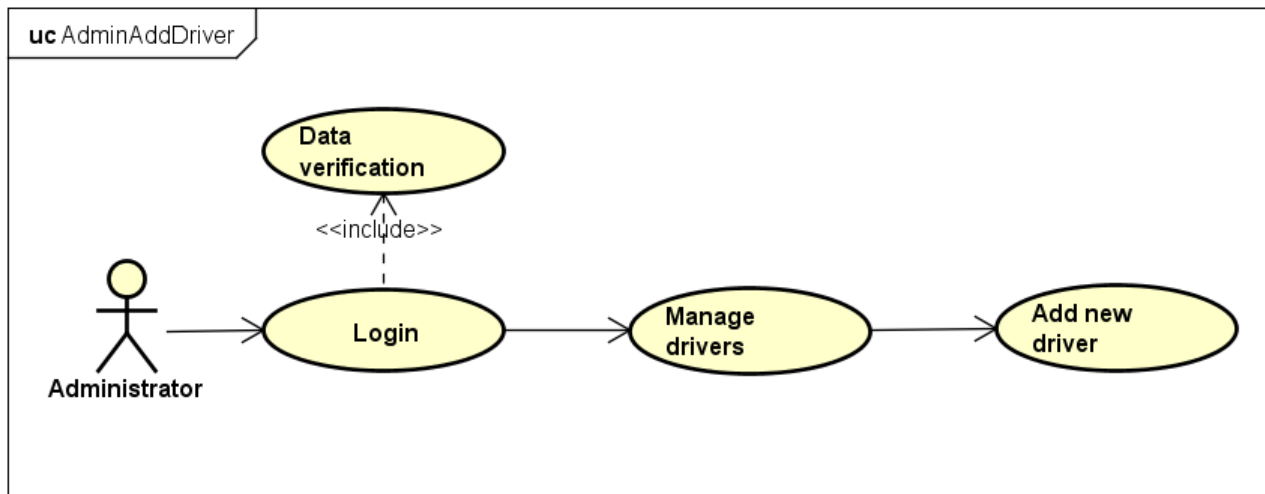 uc AdminAddDriver
Data
verification
<<include>>
Login
Manage
drivers
Add new
driver
Administrator